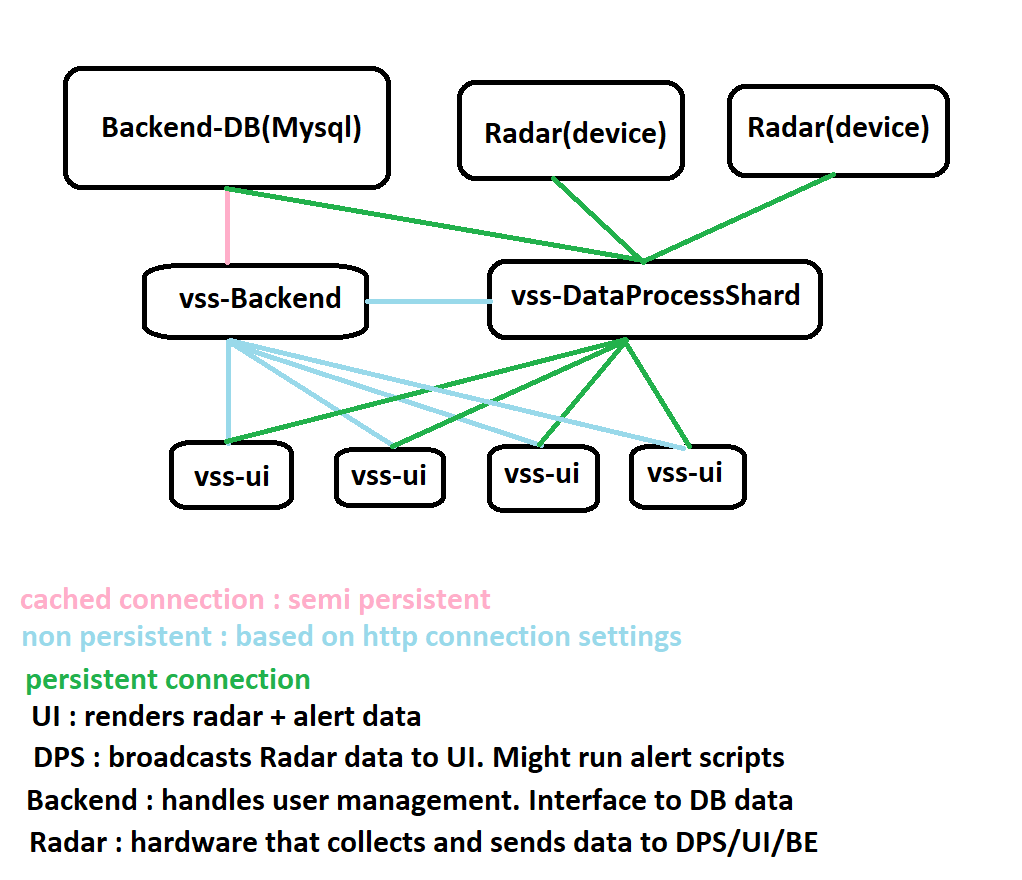 Backend-DB(Mysql)
Radar(device)
Radar(device)
vss-Backend
vss-DataProcessShard
vss-ui
vss-ui
vss-ui
vss-ui
cached connection : semi persistent
non persistent : based on http connection settings
persistent connection
UI : renders radar + alert data
DPS : broadcasts Radar data to UI. Might run alert scripts
Backend : handles user management. Interface to DB data
Radar : hardware that collects and sends data to DPS/UI/BE